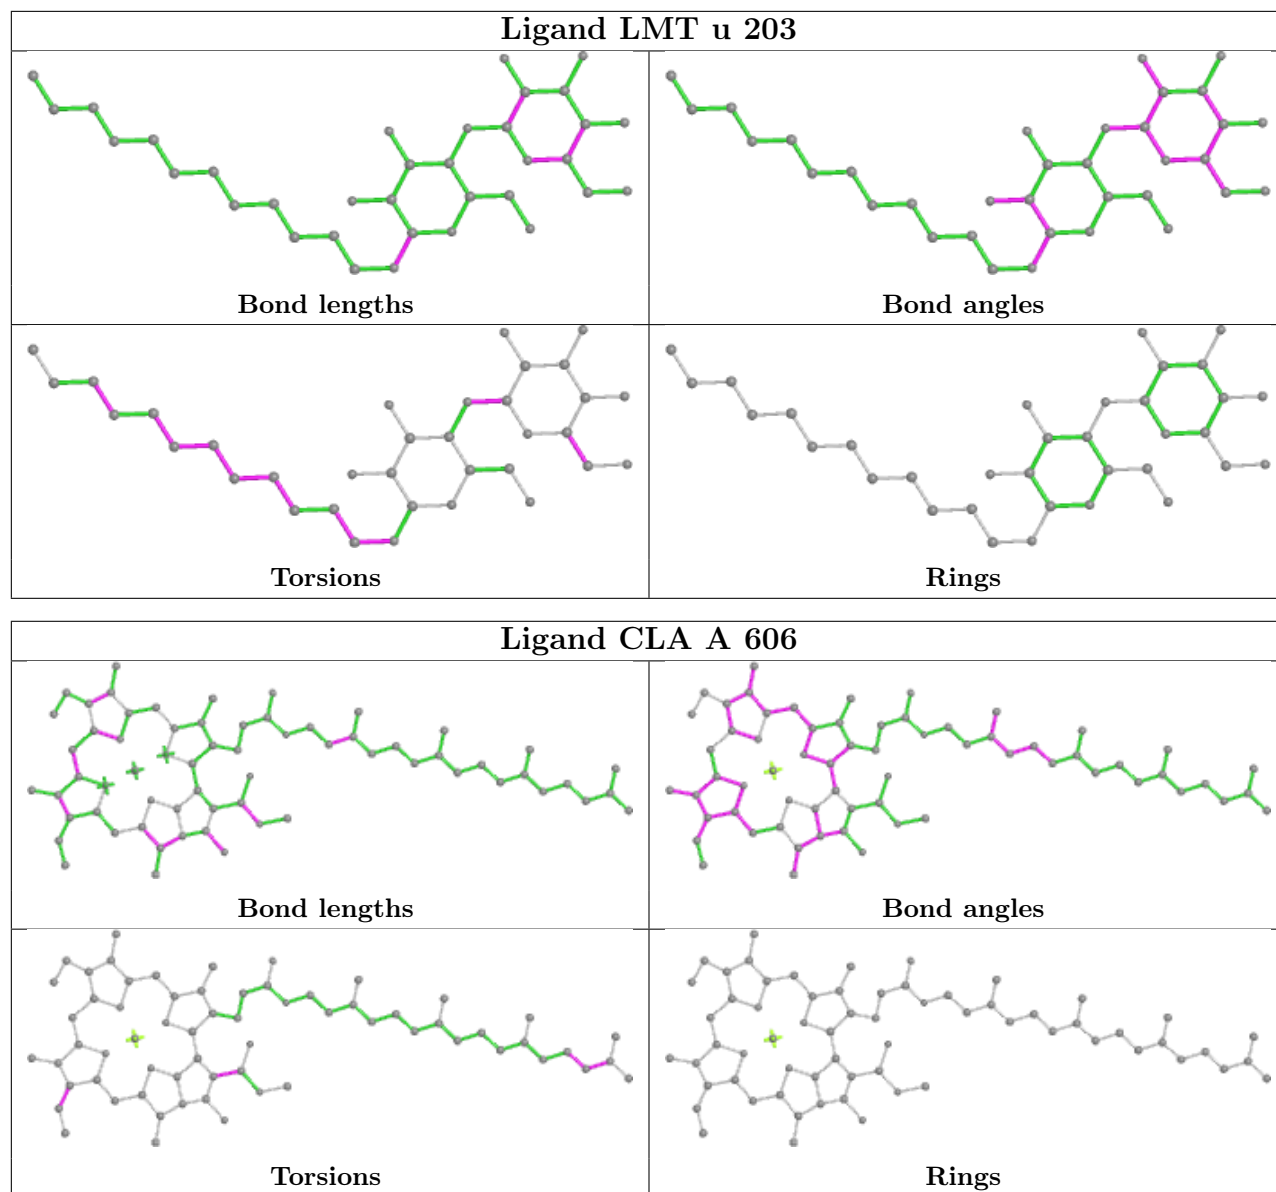 Ligand LMT u 203
Bond lengths
Bond angles
Torsions
Rings
Ligand CLA A 606
Bond lengths
Bond angles
Torsions
Rings